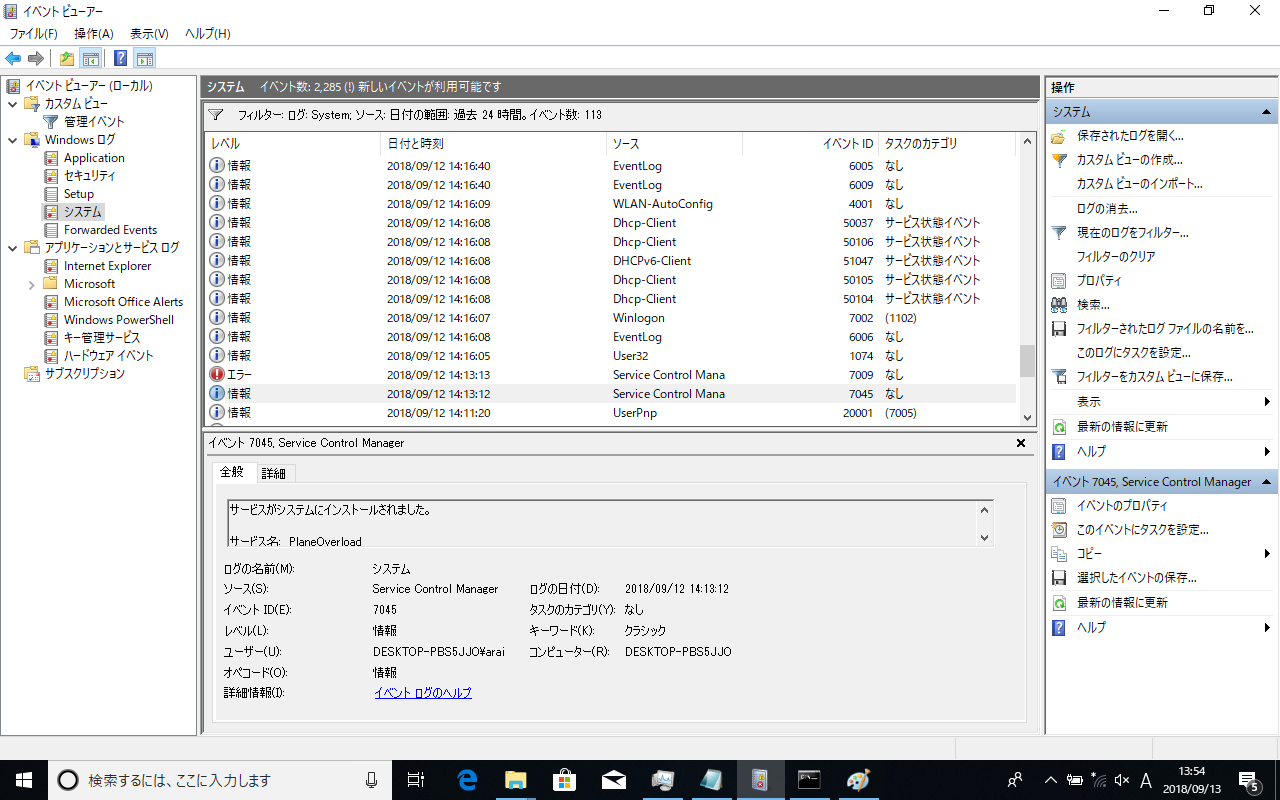 イベント ビューアー
ファイル(F) 操作(A) 表示(V) ヘルプ(H)
イベント ビューアー (ローカル)
カスタム ビュー
管理イベント
Windows ログ
Application
セキュリティ
Setup
システム
Forwarded Events
アプリケーションとサービス ログ
Internet Explorer
Microsoft
Microsoft Office Alerts
Windows PowerShell
キー管理サービス
ハードウェア イベント
サブスクリプション
システム イベント数: 2,285 (!) 新しいイベントが利用可能です
フィルター: ログ: System; ソース: 日付の範囲: 過去 24 時間。イベント数: 113
レベル 日付と時刻 ソース イベント ID タスクのカテゴリ
情報 2018/09/12 14:16:40 EventLog 6005 なし
情報 2018/09/12 14:16:40 EventLog 6009 なし
情報 2018/09/12 14:16:09 WLAN-AutoConfig 4001 なし
情報 2018/09/12 14:16:08 Dhcp-Client 50037 サービス状態イベント
情報 2018/09/12 14:16:08 Dhcp-Client 50106 サービス状態イベント
情報 2018/09/12 14:16:08 DHCPv6-Client 51047 サービス状態イベント
情報 2018/09/12 14:16:08 Dhcp-Client 50105 サービス状態イベント
情報 2018/09/12 14:16:08 Dhcp-Client 50104 サービス状態イベント
情報 2018/09/12 14:16:07 Winlogon 7002 (1102)
情報 2018/09/12 14:16:08 EventLog 6006 なし
情報 2018/09/12 14:16:05 User32 1074 なし
エラー 2018/09/12 14:13:13 Service Control Mana 7009 なし
情報 2018/09/12 14:13:12 Service Control Mana 7045 なし
情報 2018/09/12 14:11:20 UserPnp 20001 (7005)
イベント 7045, Service Control Manager
全般 詳細
サービスがシステムにインストールされました。
サービス名: PlaneOverload
ログの名前(M): システム
ソース(S): Service Control Manager ログの日付(D): 2018/09/12 14:13:12
イベント ID(E): 7045 タスクのカテゴリ(Y): なし
レベル(L): 情報 キーワード(K): クラシック
ユーザー(U): DESKTOP-PBS5JJO¥arai コンピューター(R): DESKTOP-PBS5JJO
オペコード(O): 情報
詳細情報(I): イベント ログのヘルプ
操作
システム
保存されたログを開く...
カスタム ビューの作成...
カスタム ビューのインポート...
ログの消去...
現在のログをフィルター...
フィルターのクリア
プロパティ
検索...
フィルターされたログ ファイルの名前を...
このログにタスクを設定...
フィルターをカスタム ビューに保存...
表示
最新の情報に更新
ヘルプ
イベント 7045, Service Control Manager
イベントのプロパティ
このイベントにタスクを設定...
コピー
選択したイベントの保存...
最新の情報に更新
ヘルプ
検索するには、ここに入力します
A
13:54
2018/09/13
5